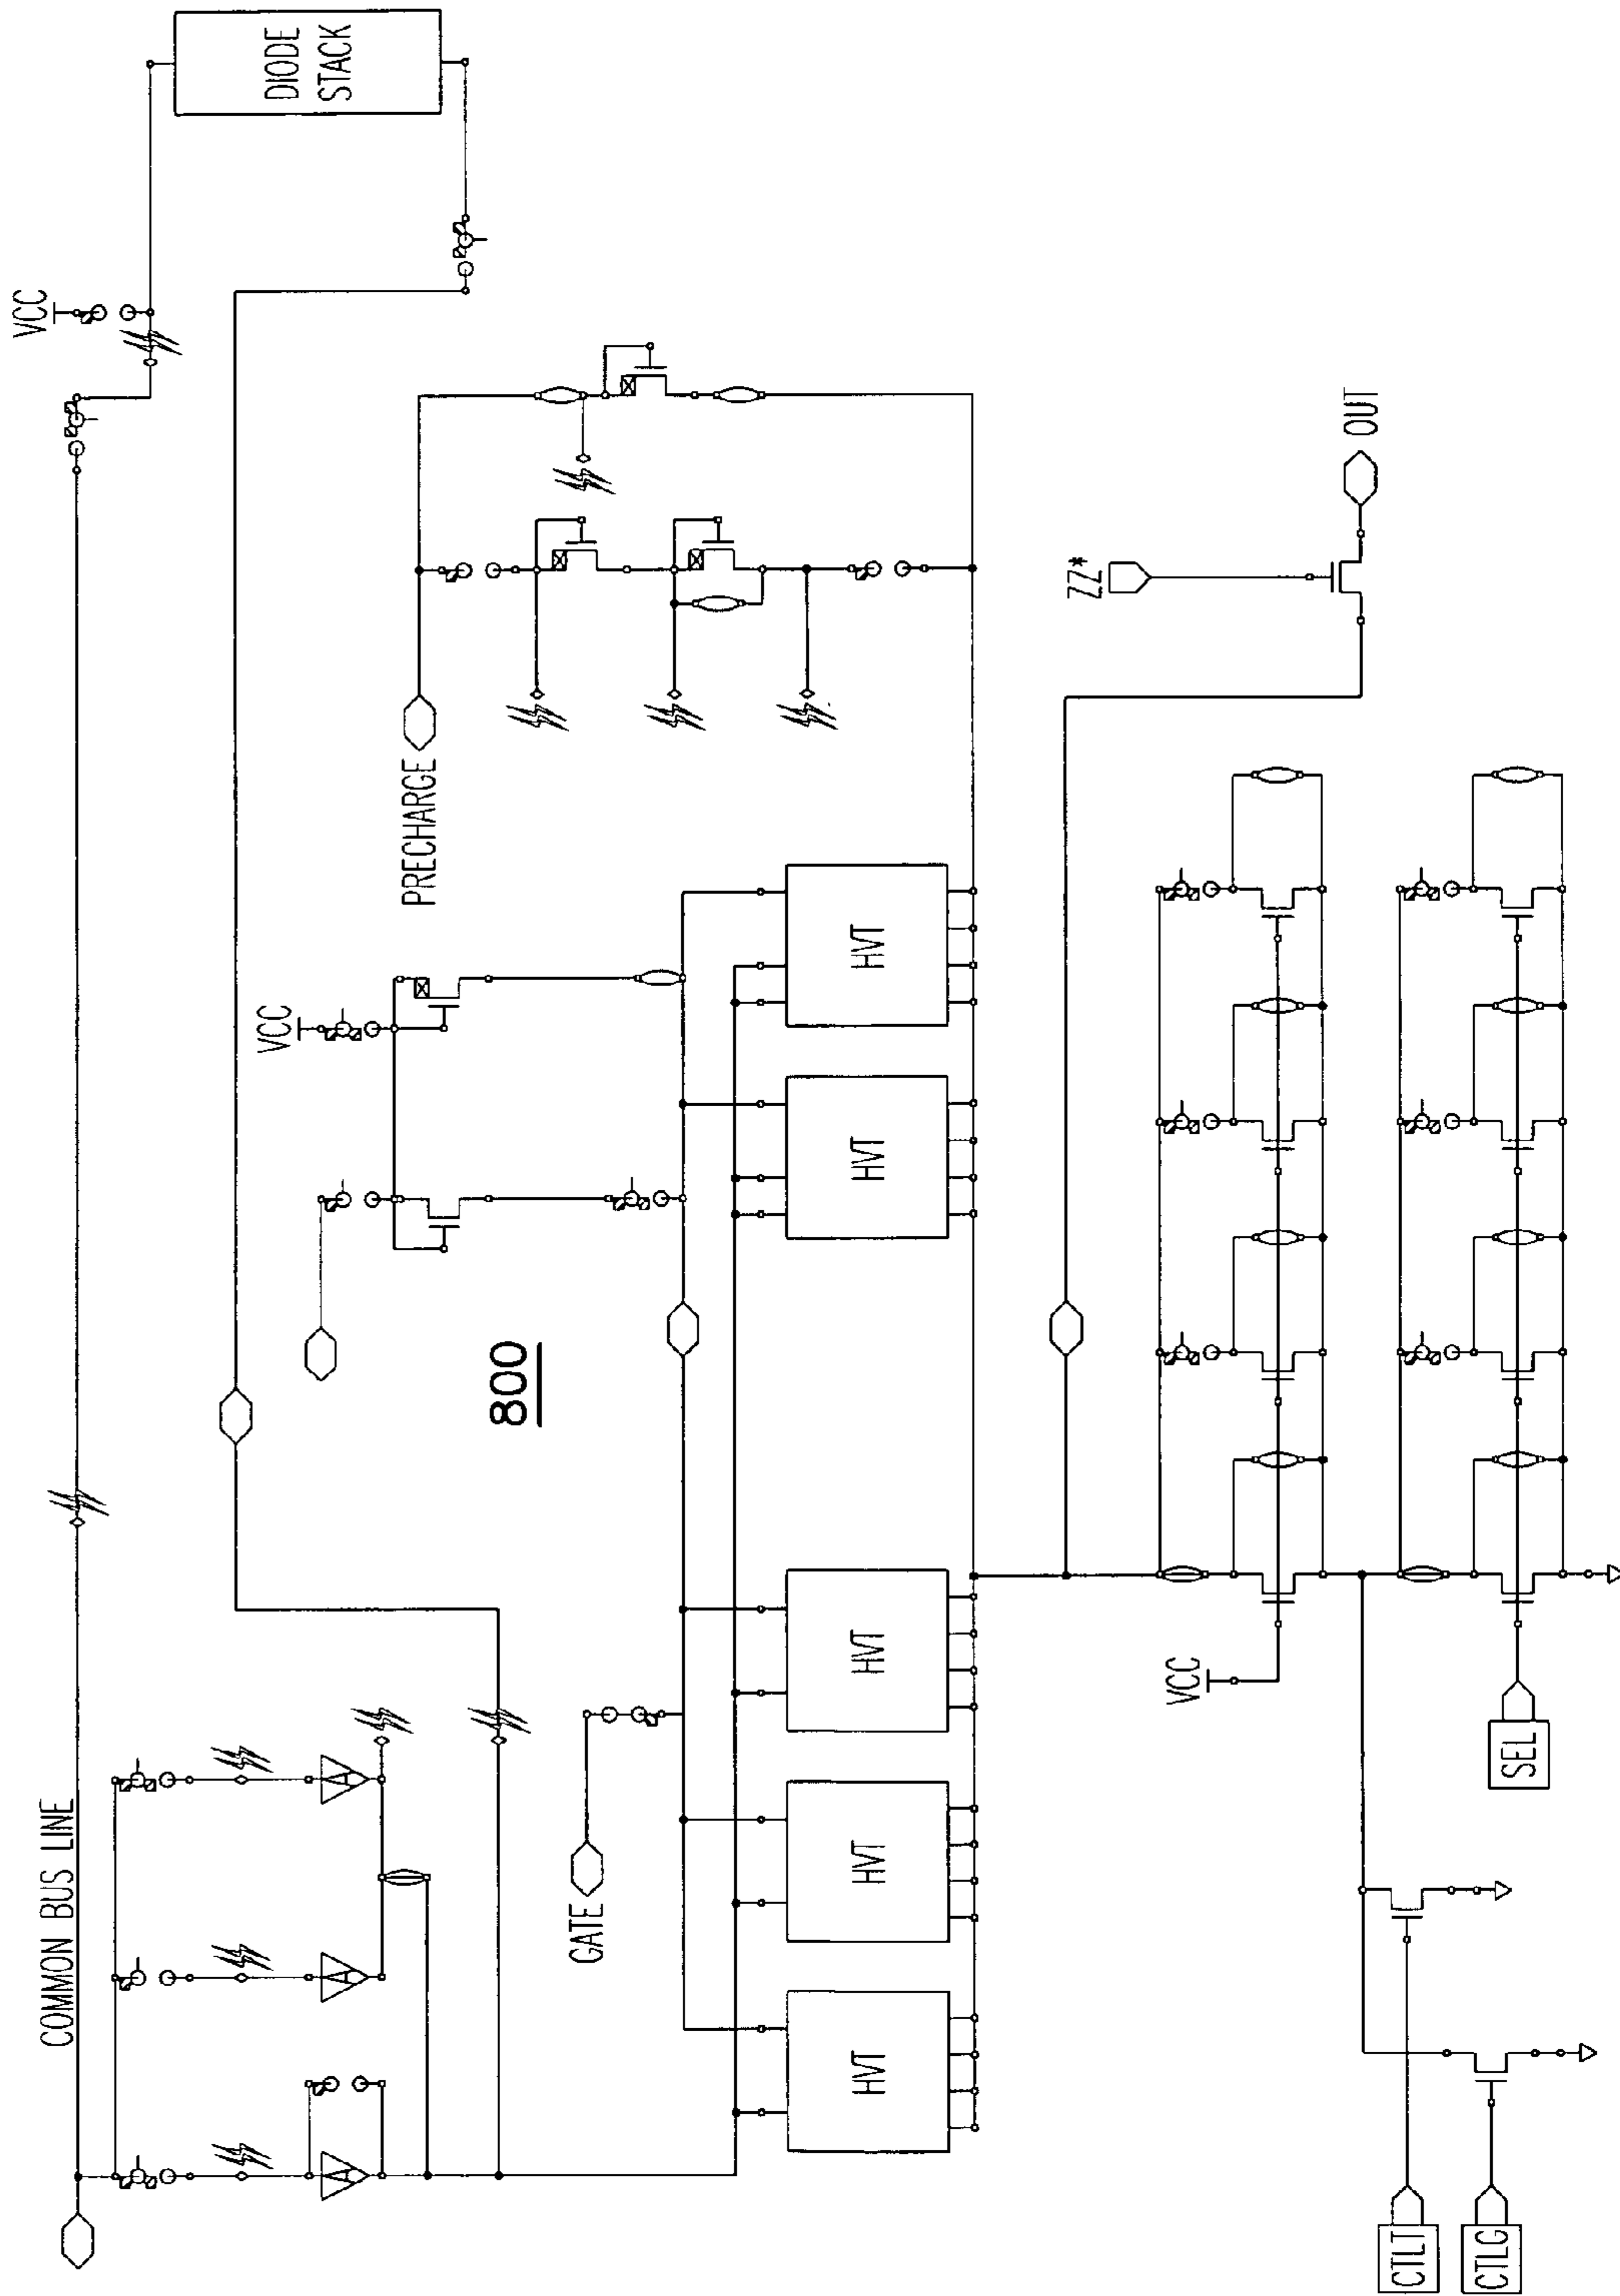 COMMON BUS LINE
VCC
DIODE
STACK
VCC
PRECHARGE
800
GATE
HVT
HVT
HVT
HVT
HVT
ZZ*
OUT
VCC
SEL
CTLT
CTLG
A
A
A